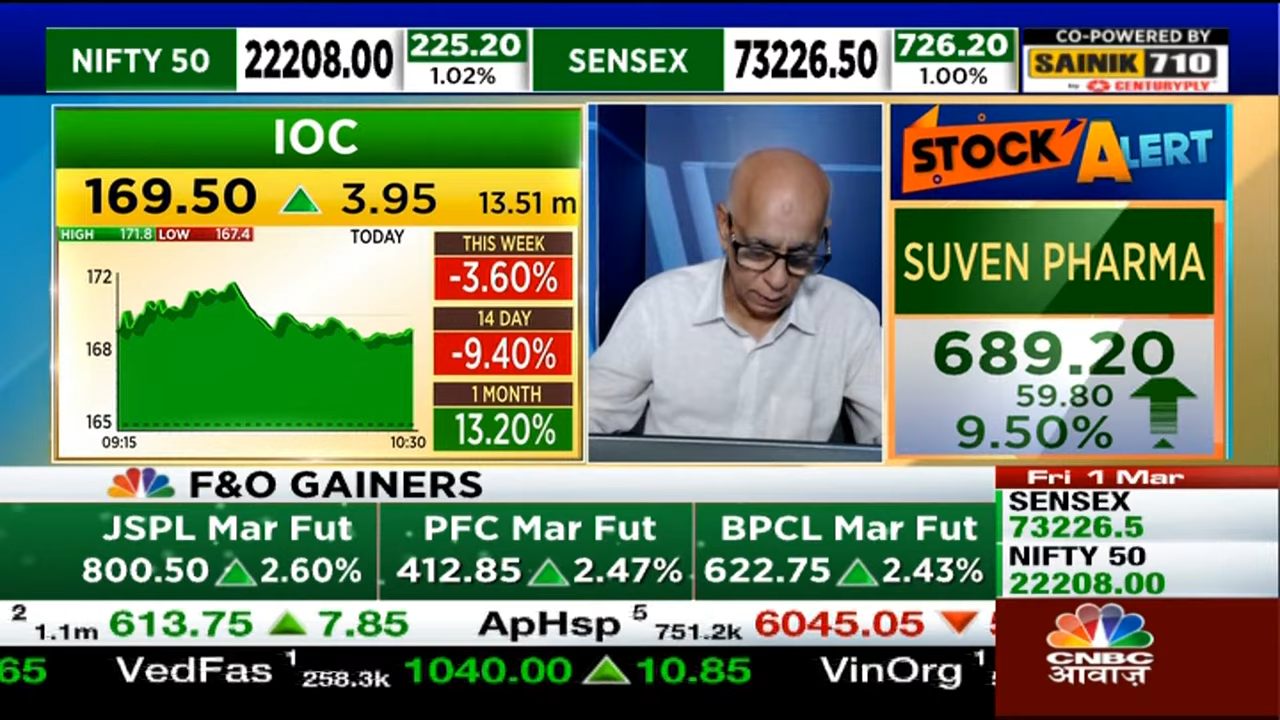 NIFTY 50 22208.00 225.20 1.02% SENSEX 73226.50 726.20 1.00%
CO-POWERED BY
SAINIK 710
by CENTURYPLY
IOC
169.50 3.95 13.51 m
HIGH 171.8 LOW 167.4
TODAY
172
168
165
09:15 10:30
THIS WEEK
-3.60%
14 DAY
-9.40%
1 MONTH
13.20%
STOCK ALERT
SUVEN PHARMA
689.20
59.80
9.50%
F&O GAINERS
JSPL Mar Fut
800.50 2.60%
PFC Mar Fut
412.85 2.47%
BPCL Mar Fut
622.75 2.43%
Fri 1 Mar
SENSEX
73226.5
NIFTY 50
22208.00
2 1.1m 613.75 7.85 ApHsp 5 751.2k 6045.05
65 VedFas 1 258.3k 1040.00 10.85 VinOrg 1
CNBC
आवाज़